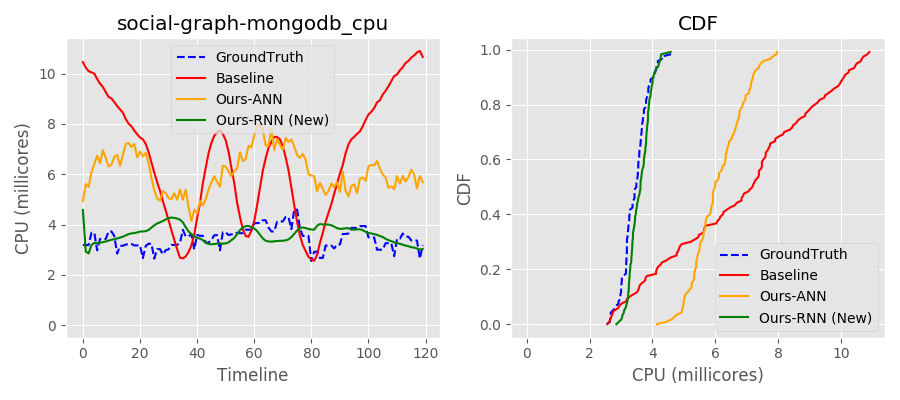 social-graph-mongodb_cpu
CPU (millicores)
10
8
6
4
2
0
GroundTruth
Baseline
Ours-ANN
Ours-RNN (New)
0 20 40 60 80 100 120
Timeline
CDF
CDF
1.0
0.8
0.6
0.4
0.2
0.0
GroundTruth
Baseline
Ours-ANN
Ours-RNN (New)
0 2 4 6 8 10
CPU (millicores)